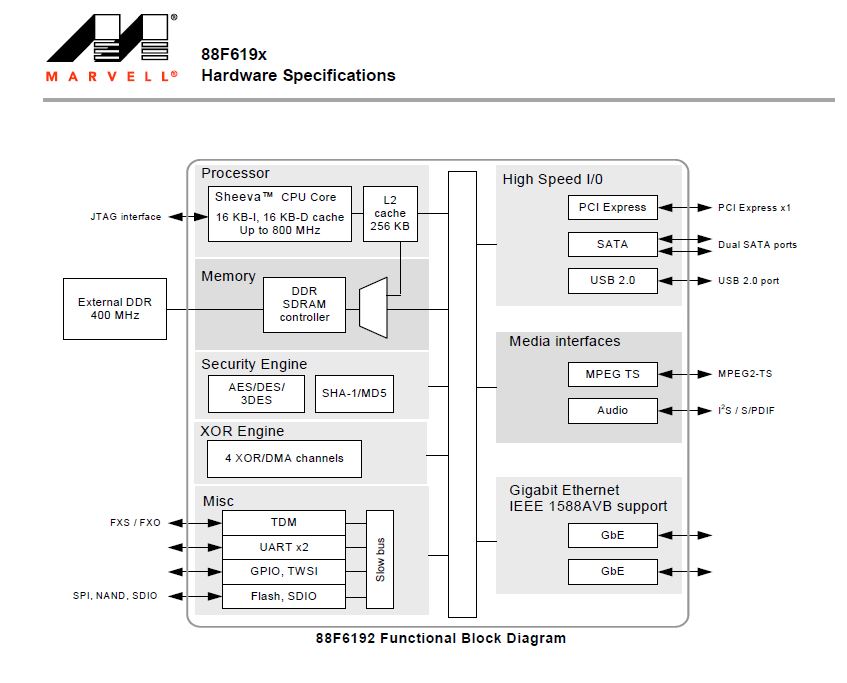 MARVELL®
88F619x
Hardware Specifications
Processor
Sheeva™ CPU Core
16 KB-I, 16 KB-D cache
Up to 800 MHz
L2
cache
256 KB
JTAG interface
Memory
DDR
SDRAM
controller
External DDR
400 MHz
Security Engine
AES/DES/
3DES
SHA-1/MD5
XOR Engine
4 XOR/DMA channels
Misc
FXS / FXO
TDM
UART x2
GPIO, TWSI
SPI, NAND, SDIO
Flash, SDIO
Slow bus
High Speed I/0
PCI Express
PCI Express x1
SATA
Dual SATA ports
USB 2.0
USB 2.0 port
Media interfaces
MPEG TS
MPEG2-TS
Audio
I²S / S/PDIF
Gigabit Ethernet
IEEE 1588AVB support
GbE
GbE
88F6192 Functional Block Diagram